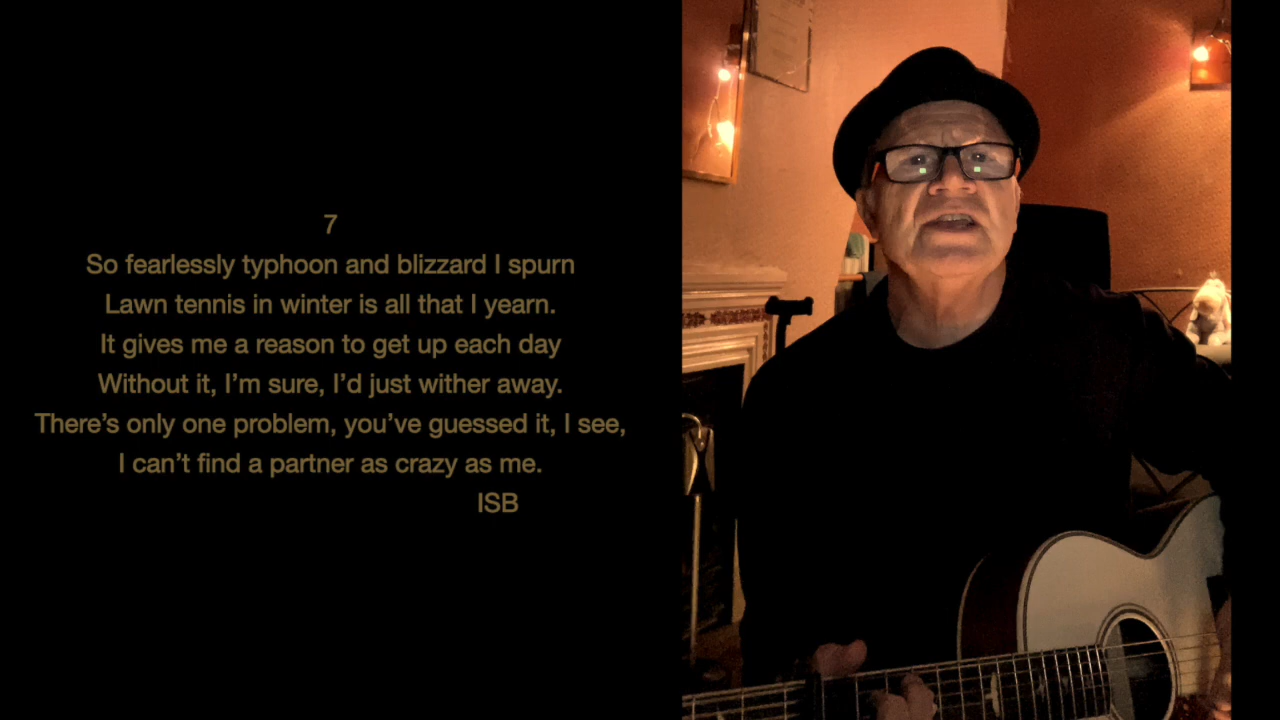 7
So fearlessly typhoon and blizzard I spurn
Lawn tennis in winter is all that I yearn.
It gives me a reason to get up each day
Without it, I’m sure, I’d just wither away.
There’s only one problem, you’ve guessed it, I see,
I can’t find a partner as crazy as me.
ISB